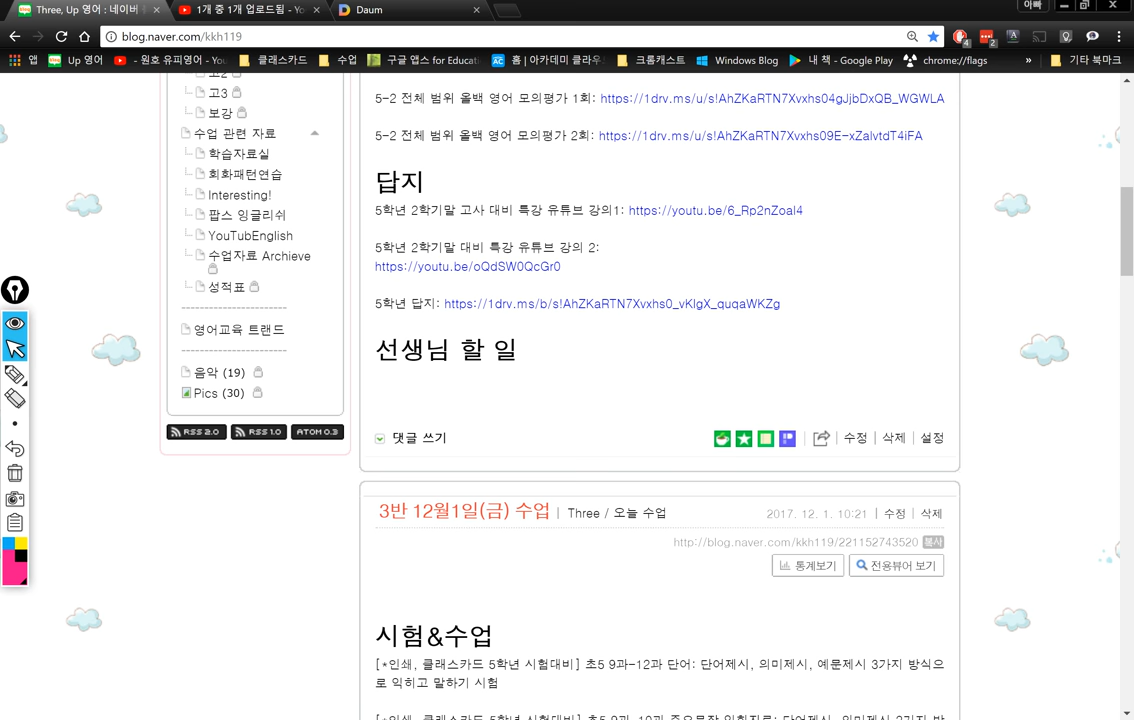 Three, Up 영어 : 네이버
1개 중 1개 업로드됨 - Yo
Daum
아빠
blog.naver.com/kkh119
앱
Up 영어
- 원호 유피영어 - You
클래스카드
수업
구글 앱스 for Educati
홈 | 아카데미 클라우
크롬캐스트
Windows Blog
내 책 - Google Play
chrome://flags
»
기타 북마크
고2
고3
보강
수업 관련 자료
학습자료실
회화패턴연습
Interesting!
팝스 잉글리쉬
YouTubEnglish
수업자료 Archieve
성적표
영어교육 트랜드
음악 (19)
Pics (30)
RSS 2.0 RSS 1.0 ATOM 0.3
5-2 전체 범위 올백 영어 모의평가 1회: https://1drv.ms/u/s!AhZKaRTN7Xvxhs04gJjbDxQB_WGWLA
5-2 전체 범위 올백 영어 모의평가 2회: https://1drv.ms/u/s!AhZKaRTN7Xvxhs09E-xZalvtdT4iFA
답지
5학년 2학기말 고사 대비 특강 유튜브 강의1: https://youtu.be/6_Rp2nZoal4
5학년 2학기말 대비 특강 유튜브 강의 2:
https://youtu.be/oQdSW0QcGr0
5학년 답지: https://1drv.ms/b/s!AhZKaRTN7Xvxhs0_vKlgX_quqaWKZg
선생님 할 일
댓글 쓰기
수정 | 삭제 | 설정
3반 12월1일(금) 수업 | Three / 오늘 수업
2017. 12. 1. 10:21 | 수정 | 삭제
http://blog.naver.com/kkh119/221152743520 복사
통계보기
전용뷰어 보기
시험&수업
[*인쇄, 클래스카드 5학년 시험대비] 초5 9과-12과 단어: 단어제시, 의미제시, 예문제시 3가지 방식으
로 익히고 말하기 시험